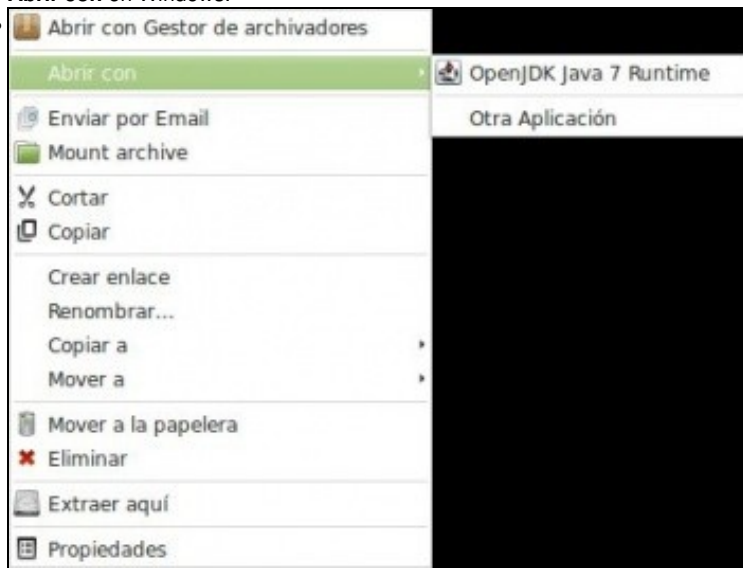 Abrir con Gestor de archivadores
Abrir con
OpenJDK Java 7 Runtime
Otra Aplicación
Enviar por Email
Mount archive
Cortar
Copiar
Crear enlace
Renombrar...
Copiar a
Mover a
Mover a la papelera
Eliminar
Extraer aquí
Propiedades